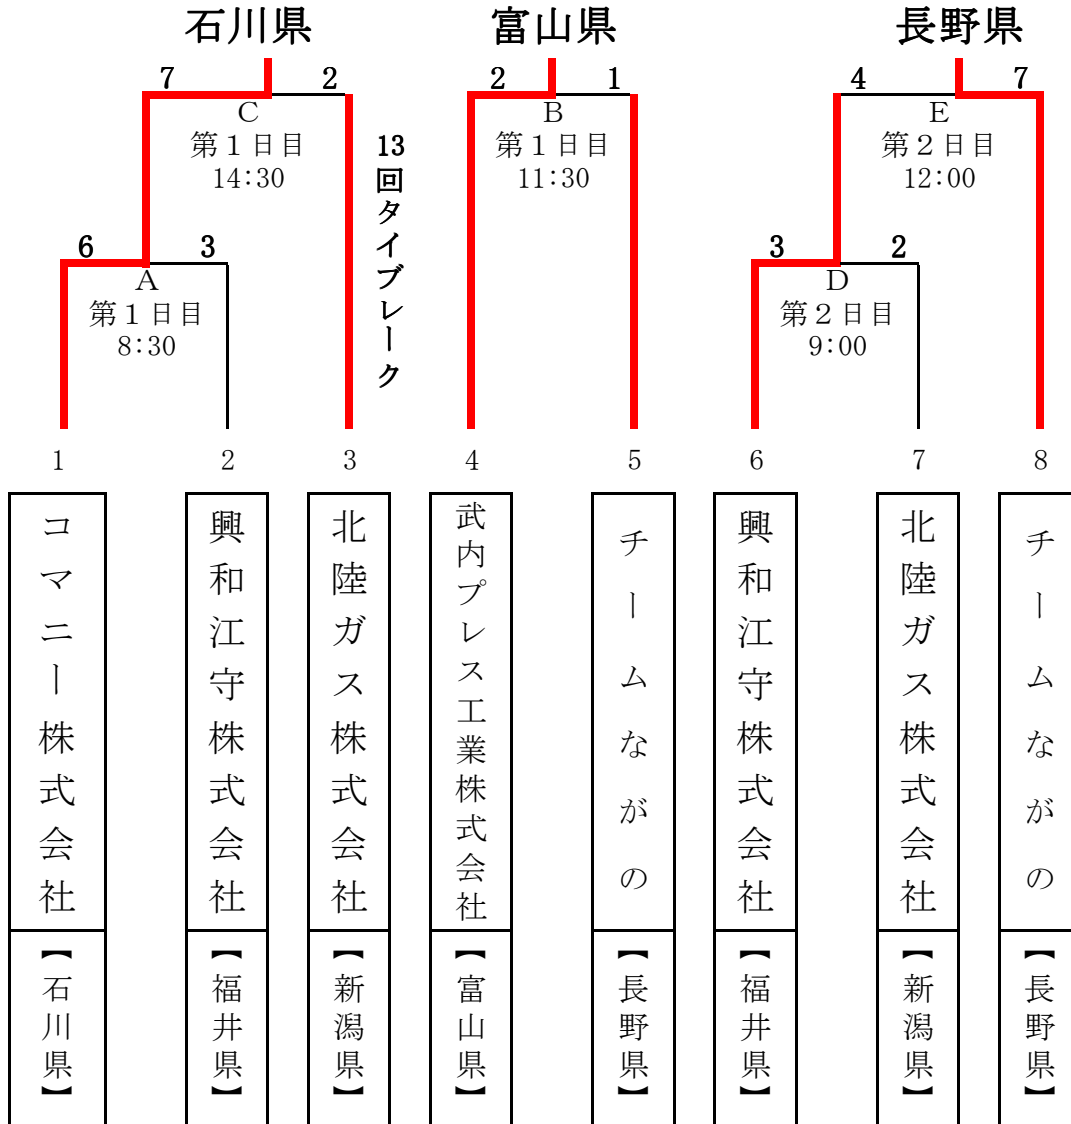 石川県
富山県
長野県
7
2
2
1
4
7
C
第1日目
14:30
B
第1日目
11:30
E
第2日目
12:00
13回タイブレーク
6
3
3
2
A
第1日目
8:30
D
第2日目
9:00
1
2
3
4
5
6
7
8
コマニー株式会社
興和江守株式会社
北陸ガス株式会社
武内プレス工業株式会社
チームながの
興和江守株式会社
北陸ガス株式会社
チームながの
【石川県】
【福井県】
【新潟県】
【富山県】
【長野県】
【福井県】
【新潟県】
【長野県】